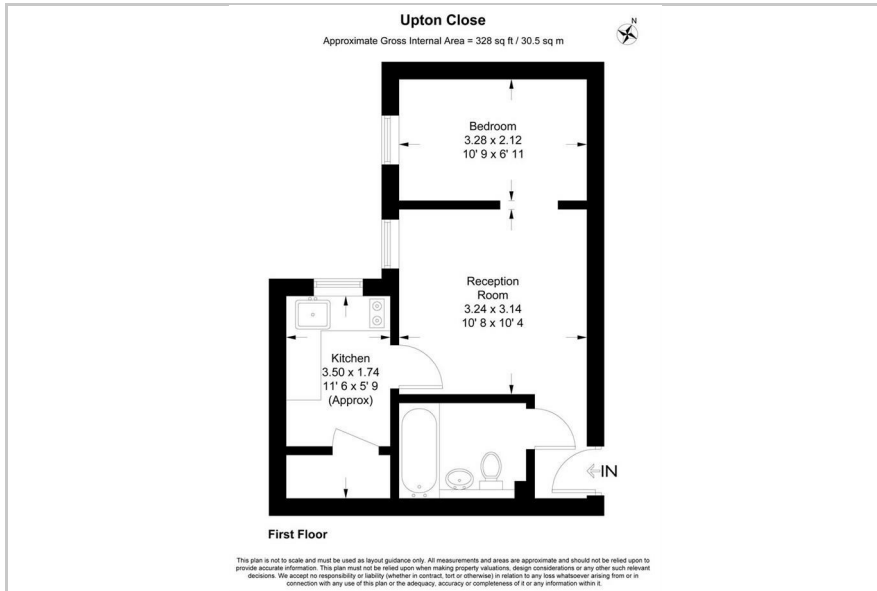 Upton Close
Approximate Gross Internal Area = 328 sq ft / 30.5 sq m
N
Bedroom
3.28 x 2.12
10' 9 x 6' 11
Reception
Room
3.24 x 3.14
10' 8 x 10' 4
Kitchen
3.50 x 1.74
11' 6 x 5' 9
(Approx)
IN
First Floor
This plan is not to scale and must be used as layout guidance only. All measurements and areas are approximate and should not be relied upon to
provide accurate information. This plan must not be relied upon when making property valuations, design considerations or any other such relevant
decisions. We accept no responsibility or liability (whether in contract, tort or otherwise) in relation to any loss whatsoever arising from or in
connection with any use of this plan or the adequacy, accuracy or completeness of it or any information within it.